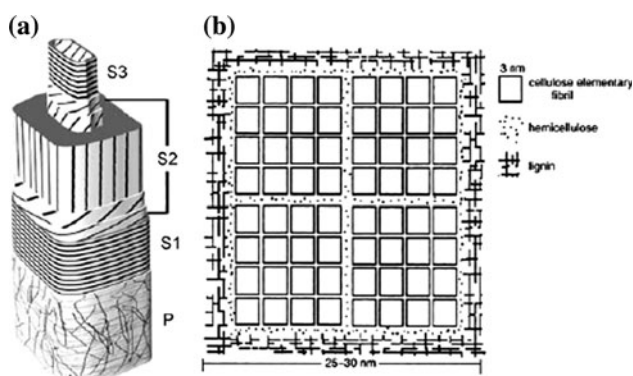 (a)
S3
S2
S1
P
(b)
3 nm
cellulose elementary
fibril
hemicellulose
lignin
25–30 nm